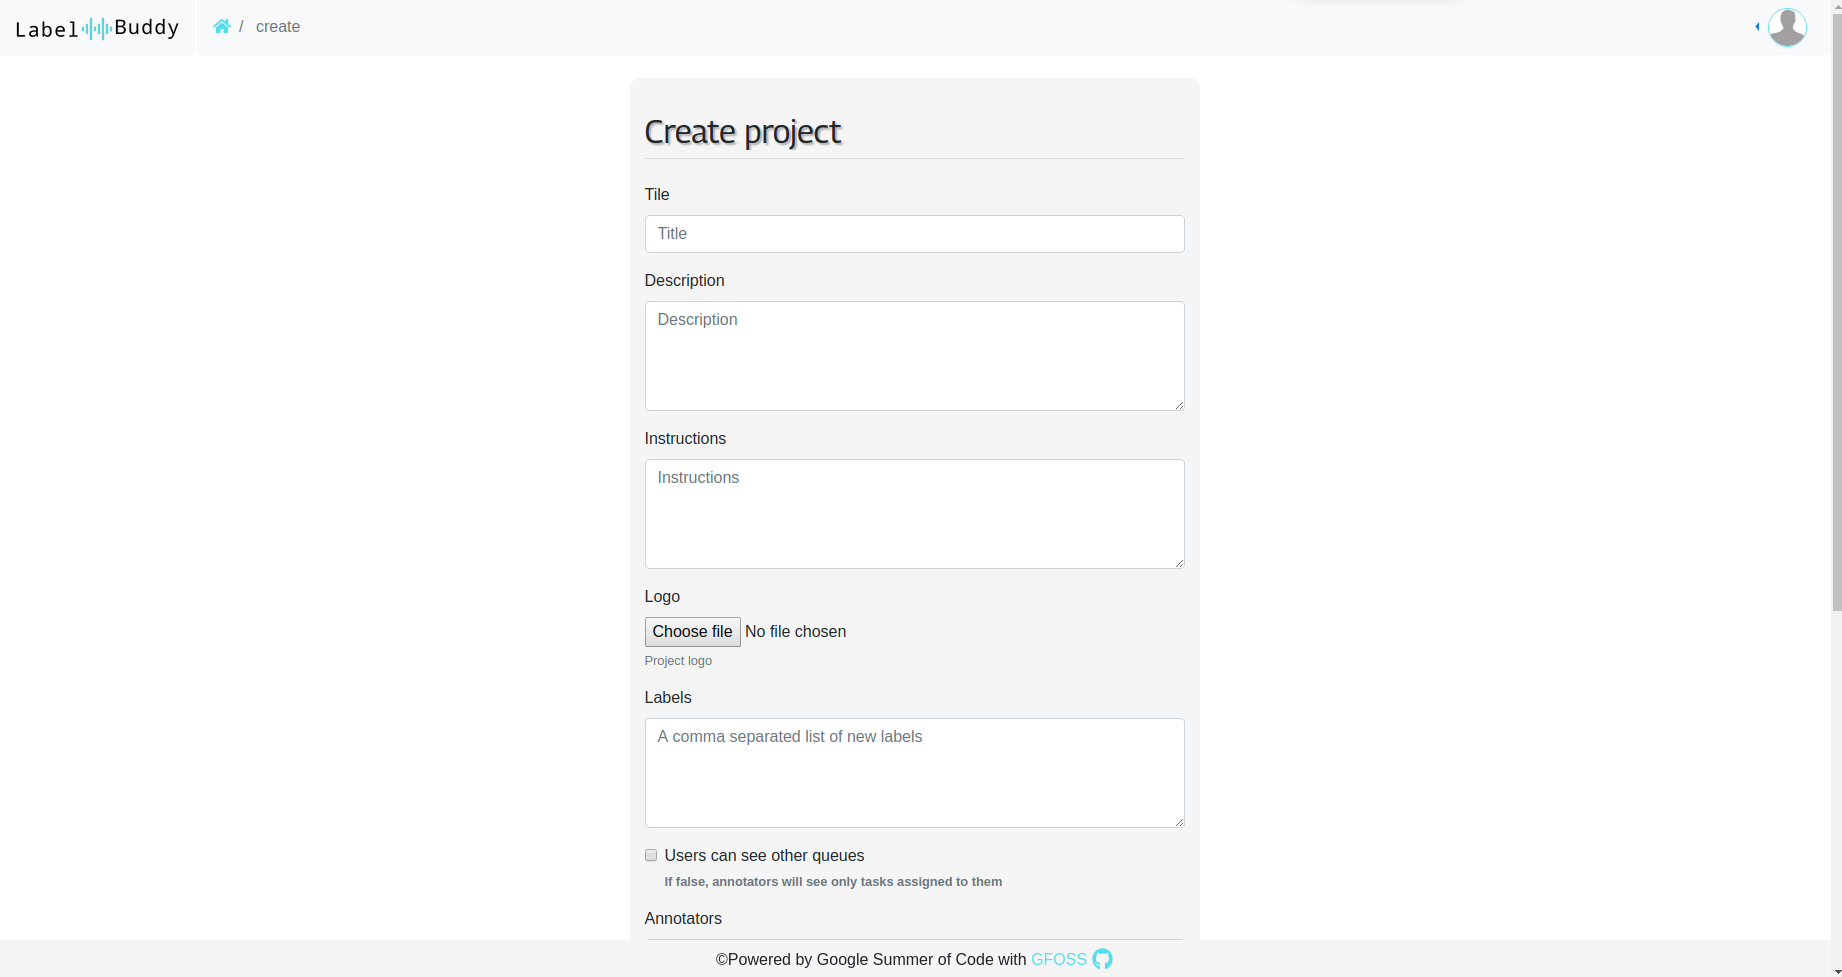 Label Buddy
/ create
Create project
Tile
Title
Description
Description
Instructions
Instructions
Logo
Choose file No file chosen
Project logo
Labels
A comma separated list of new labels
Users can see other queues
If false, annotators will see only tasks assigned to them
Annotators
©Powered by Google Summer of Code with GFOSS